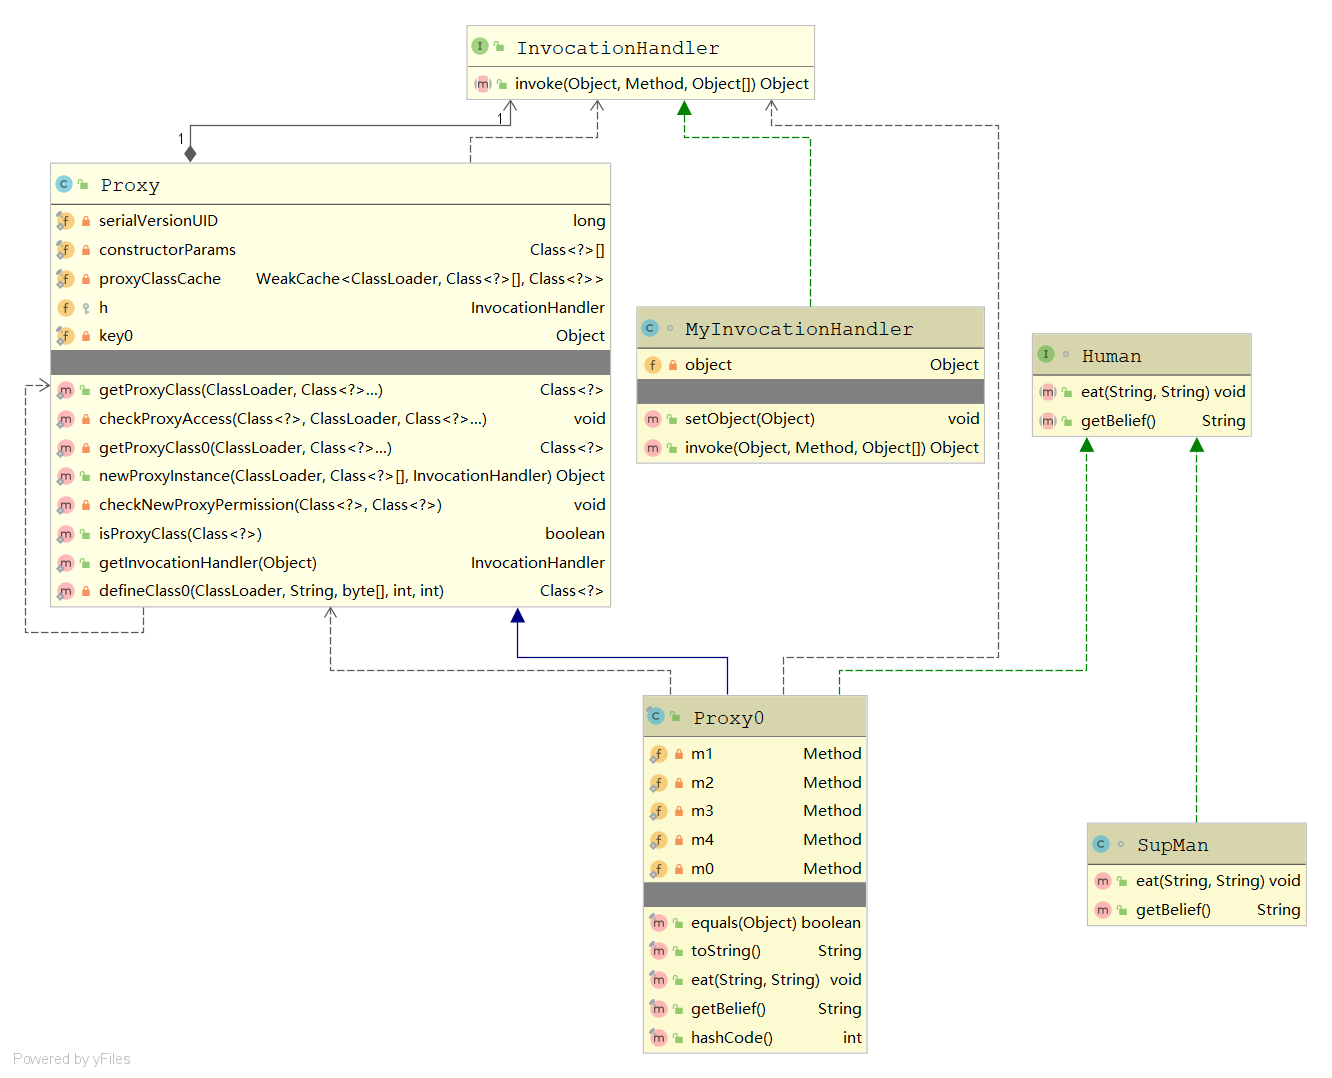 InvocationHandler
invoke(Object, Method, Object[]) Object
1
1
Proxy
serialVersionUID long
constructorParams Class<?>[]
proxyClassCache WeakCache<ClassLoader, Class<?>[], Class<?>>
h InvocationHandler
key0 Object
getProxyClass(ClassLoader, Class<?>...) Class<?>
checkProxyAccess(Class<?>, ClassLoader, Class<?>...) void
getProxyClass0(ClassLoader, Class<?>...) Class<?>
newProxyInstance(ClassLoader, Class<?>[], InvocationHandler) Object
checkNewProxyPermission(Class<?>, Class<?>) void
isProxyClass(Class<?>) boolean
getInvocationHandler(Object) InvocationHandler
defineClass0(ClassLoader, String, byte[], int, int) Class<?>
MyInvocationHandler
object Object
setObject(Object) void
invoke(Object, Method, Object[]) Object
Human
eat(String, String) void
getBelief() String
Proxy0
m1 Method
m2 Method
m3 Method
m4 Method
m0 Method
equals(Object) boolean
toString() String
eat(String, String) void
getBelief() String
hashCode() int
SupMan
eat(String, String) void
getBelief() String
Powered by yFiles